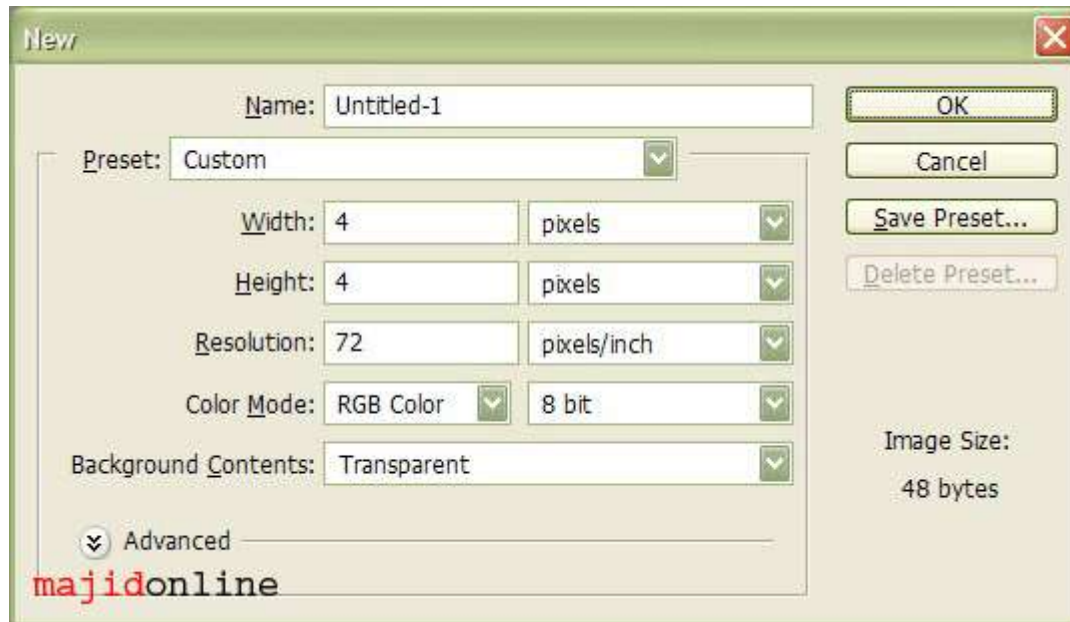 New
Name: Untitled-1
OK
Preset: Custom
Cancel
Width: 4 pixels
Save Preset...
Height: 4 pixels
Delete Preset...
Resolution: 72 pixels/inch
Color Mode: RGB Color 8 bit
Image Size:
Background Contents: Transparent
48 bytes
Advanced
majidonline